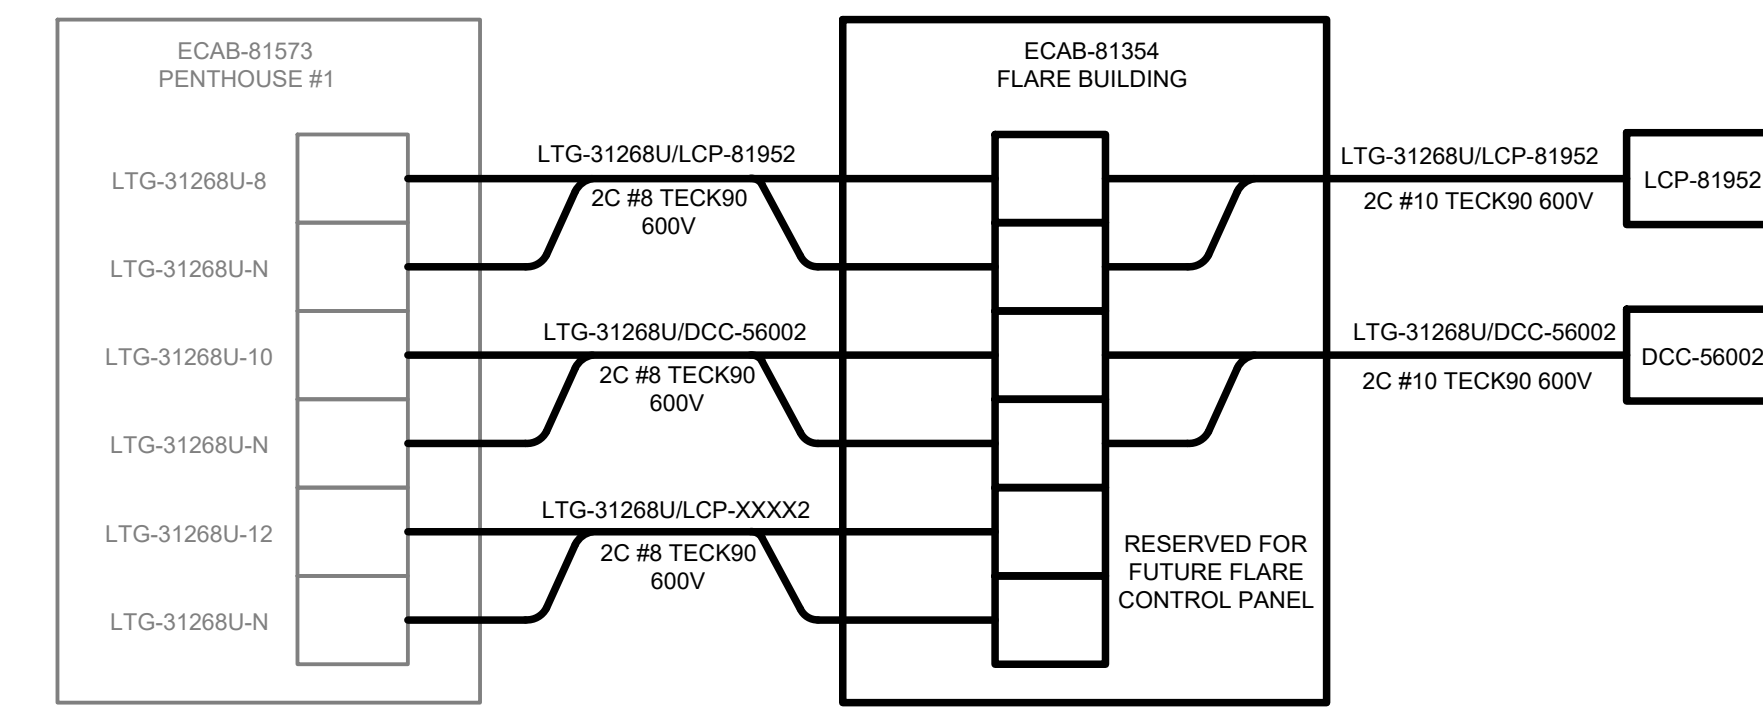 ECAB-81573
PENTHOUSE #1
LTG-31268U-8
LTG-31268U-N
LTG-31268U-10
LTG-31268U-N
LTG-31268U-12
LTG-31268U-N
LTG-31268U/LCP-81952
2C #8 TECK90
600V
LTG-31268U/DCC-56002
2C #8 TECK90
600V
LTG-31268U/LCP-XXXX2
2C #8 TECK90
600V
ECAB-81354
FLARE BUILDING
RESERVED FOR
FUTURE FLARE
CONTROL PANEL
LTG-31268U/LCP-81952
2C #10 TECK90 600V
LTG-31268U/DCC-56002
2C #10 TECK90 600V
LCP-81952
DCC-56002